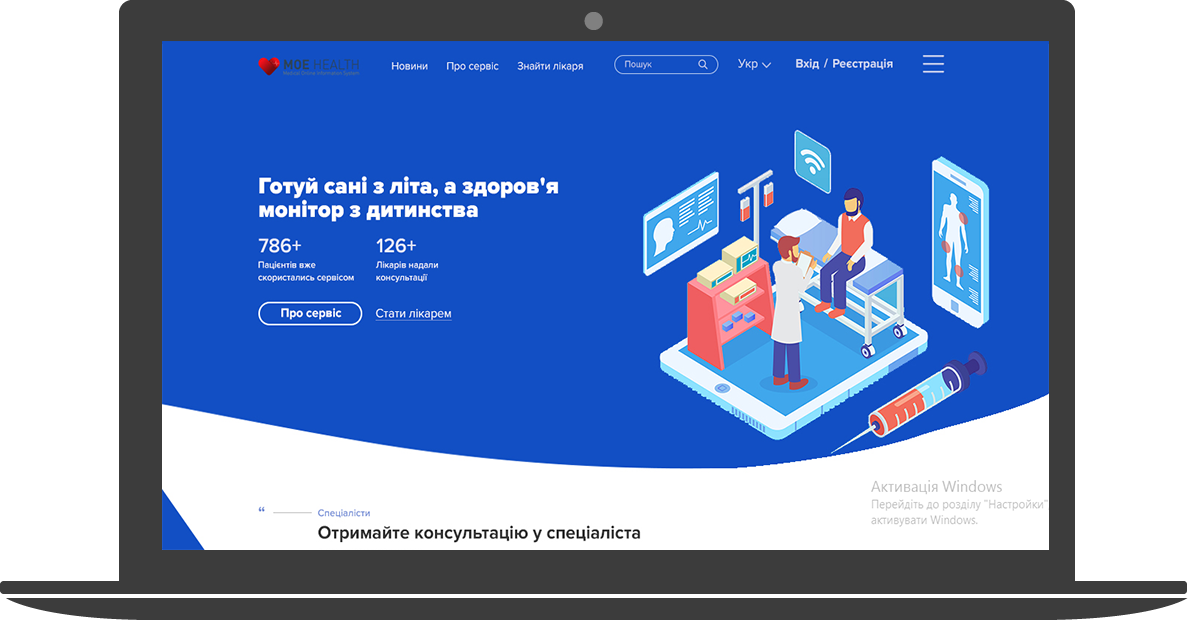 MOE HEALTH
Medical Online Information System
Новини
Про сервіс
Знайти лікаря
Пошук
Укр
Вхід / Реєстрація
Готуй сані з літа, а здоров'я
монітор з дитинства
786+
Пацієнтів вже
скористались сервісом
126+
Лікарів надали
консультації
Про сервіс
Стати лікарем
“
Спеціалісти
Отримайте консультацію у спеціаліста
Активація Windows
Перейдіть до розділу "Настройки"
активувати Windows.